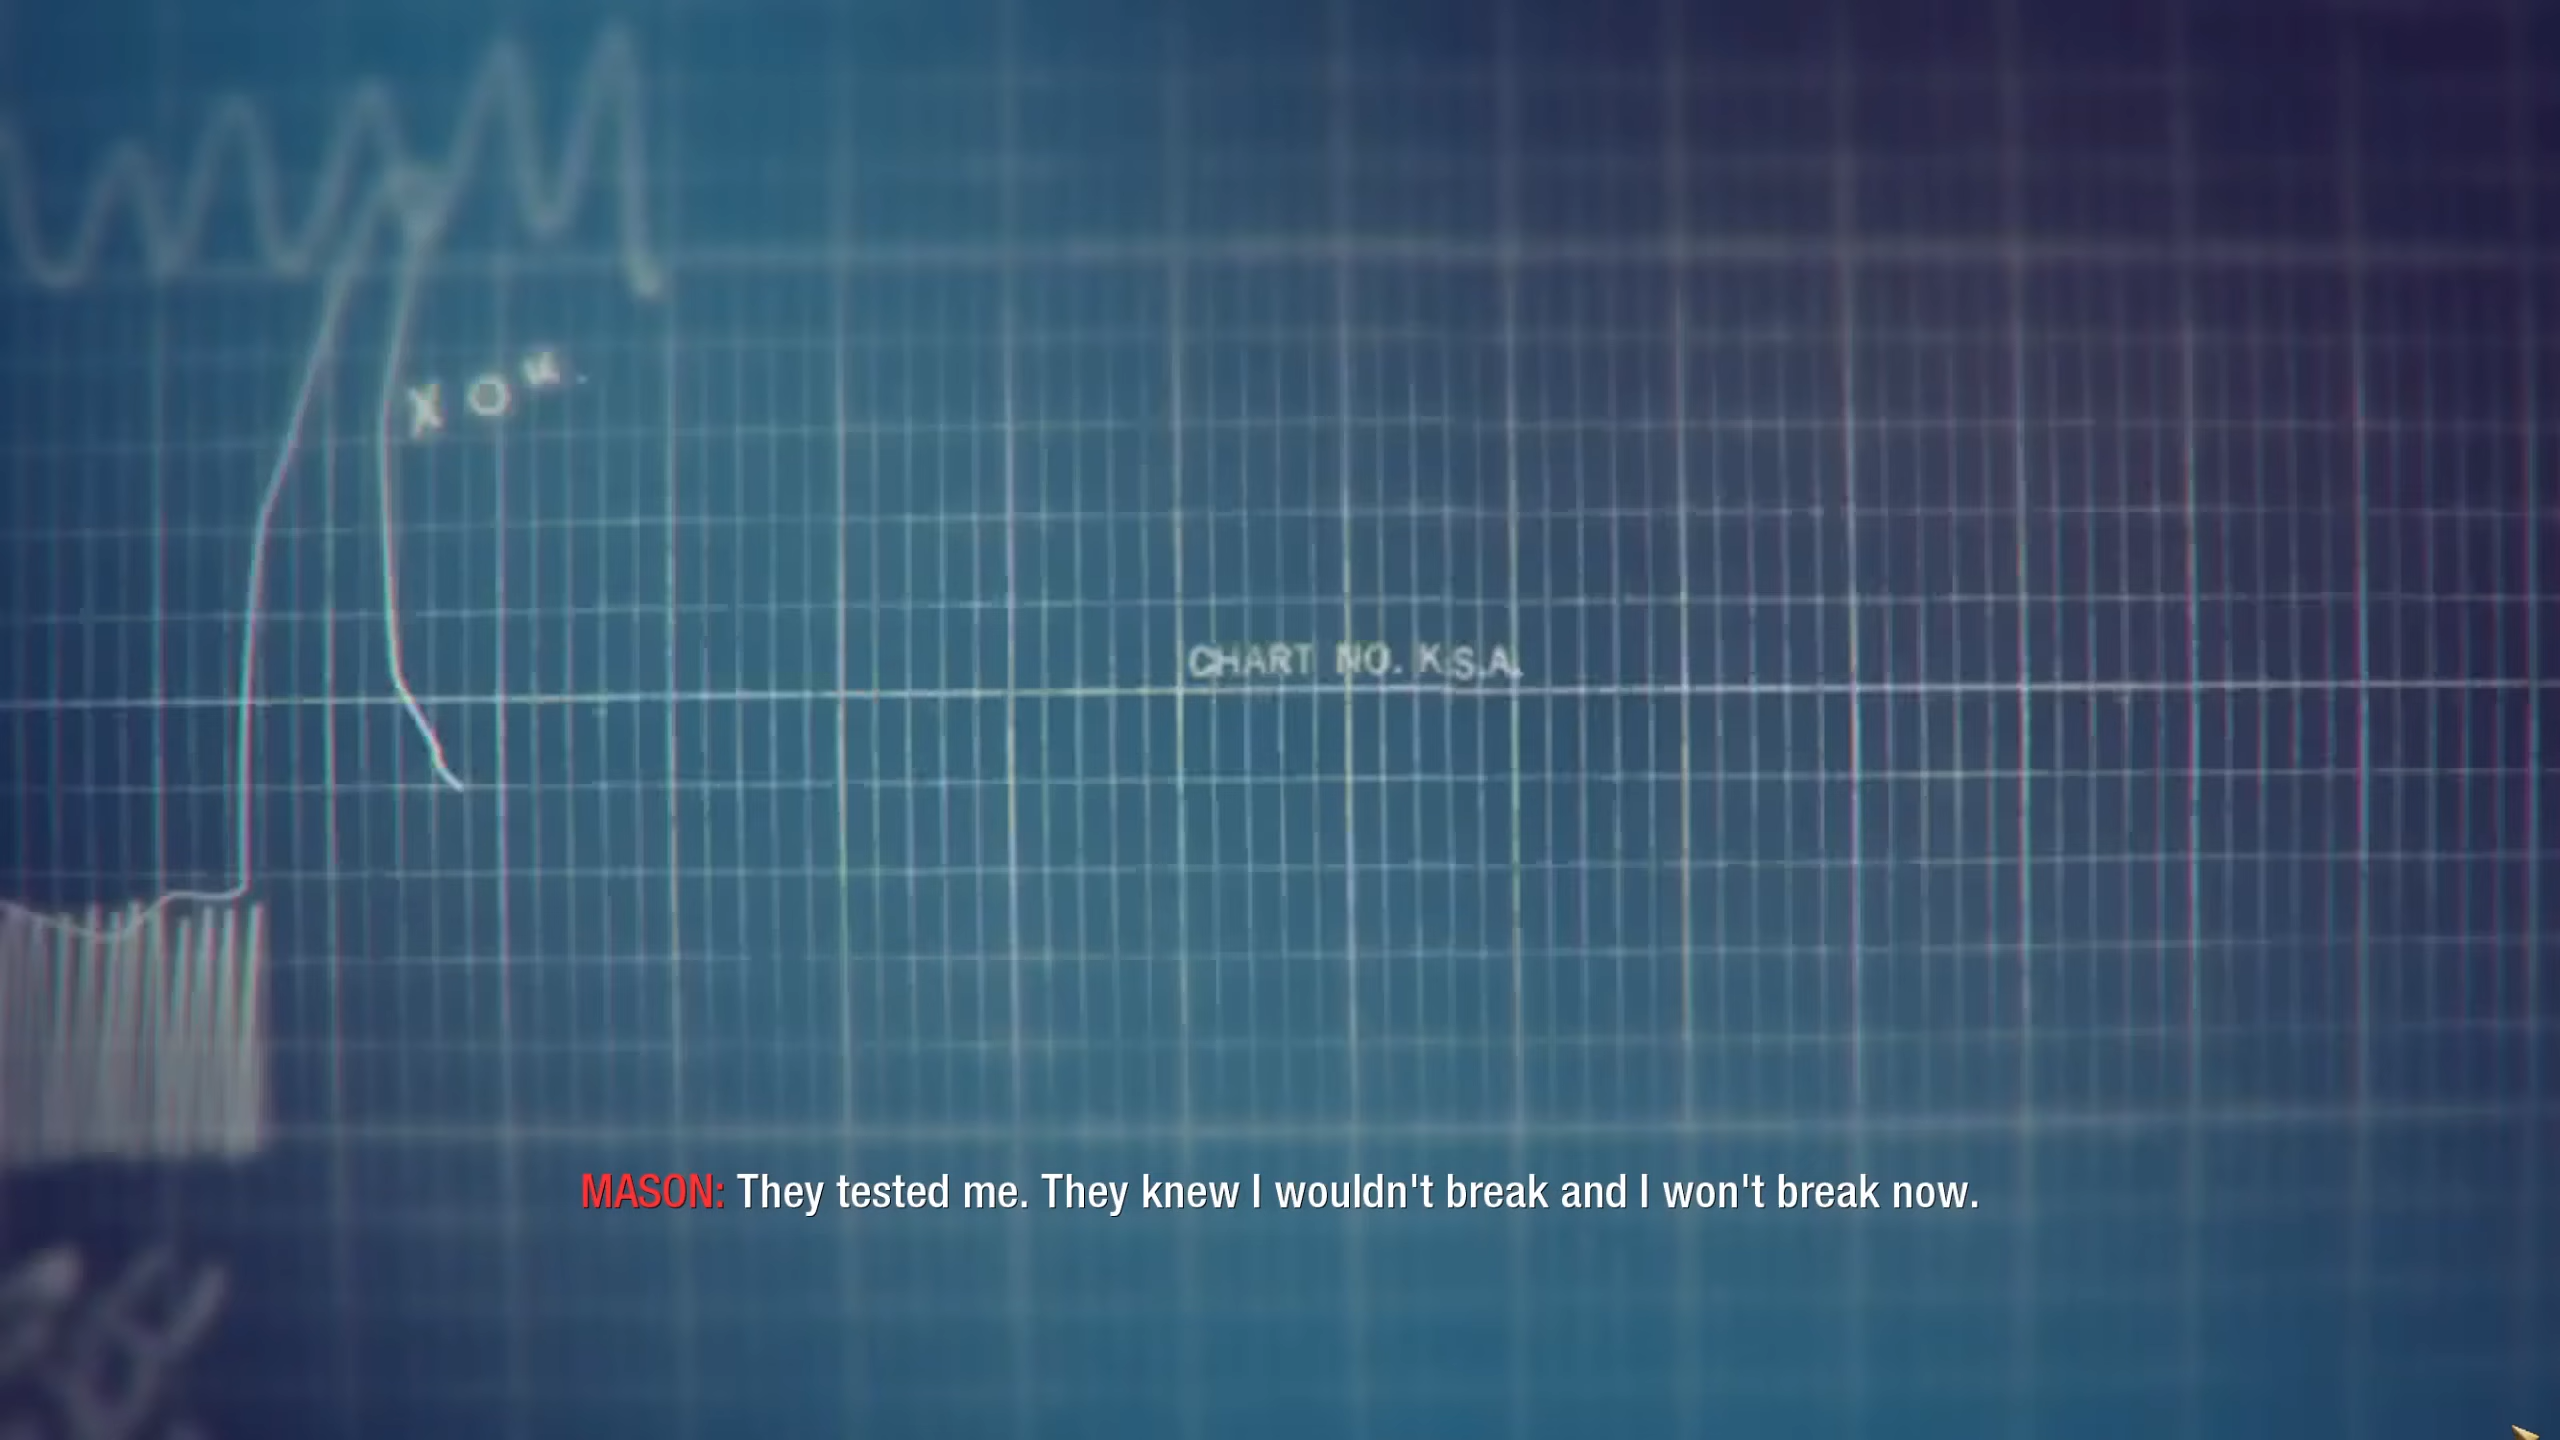 CHART NO. K.S.A.
MASON: They tested me. They knew I wouldn't break and I won't break now.